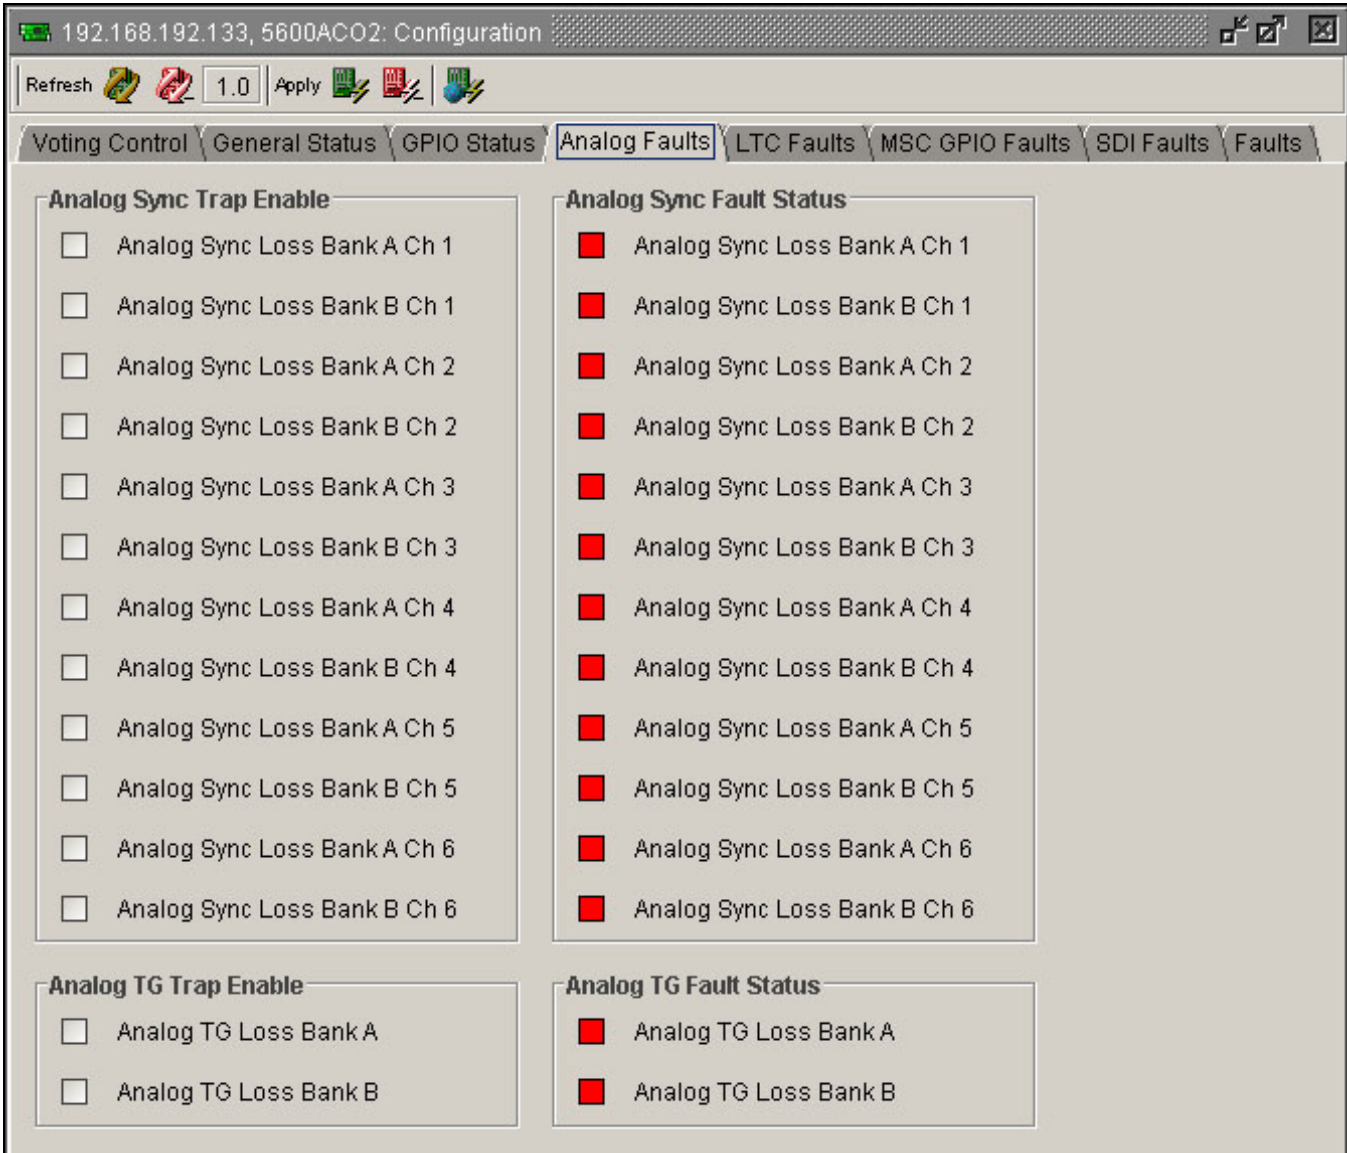 192.168.192.133, 5600ACO2: Configuration
Refresh 1.0 Apply
Voting Control General Status GPIO Status Analog Faults LTC Faults MSC GPIO Faults SDI Faults Faults
Analog Sync Trap Enable
Analog Sync Loss Bank A Ch 1
Analog Sync Loss Bank B Ch 1
Analog Sync Loss Bank A Ch 2
Analog Sync Loss Bank B Ch 2
Analog Sync Loss Bank A Ch 3
Analog Sync Loss Bank B Ch 3
Analog Sync Loss Bank A Ch 4
Analog Sync Loss Bank B Ch 4
Analog Sync Loss Bank A Ch 5
Analog Sync Loss Bank B Ch 5
Analog Sync Loss Bank A Ch 6
Analog Sync Loss Bank B Ch 6
Analog Sync Fault Status
Analog Sync Loss Bank A Ch 1
Analog Sync Loss Bank B Ch 1
Analog Sync Loss Bank A Ch 2
Analog Sync Loss Bank B Ch 2
Analog Sync Loss Bank A Ch 3
Analog Sync Loss Bank B Ch 3
Analog Sync Loss Bank A Ch 4
Analog Sync Loss Bank B Ch 4
Analog Sync Loss Bank A Ch 5
Analog Sync Loss Bank B Ch 5
Analog Sync Loss Bank A Ch 6
Analog Sync Loss Bank B Ch 6
Analog TG Trap Enable
Analog TG Loss Bank A
Analog TG Loss Bank B
Analog TG Fault Status
Analog TG Loss Bank A
Analog TG Loss Bank B